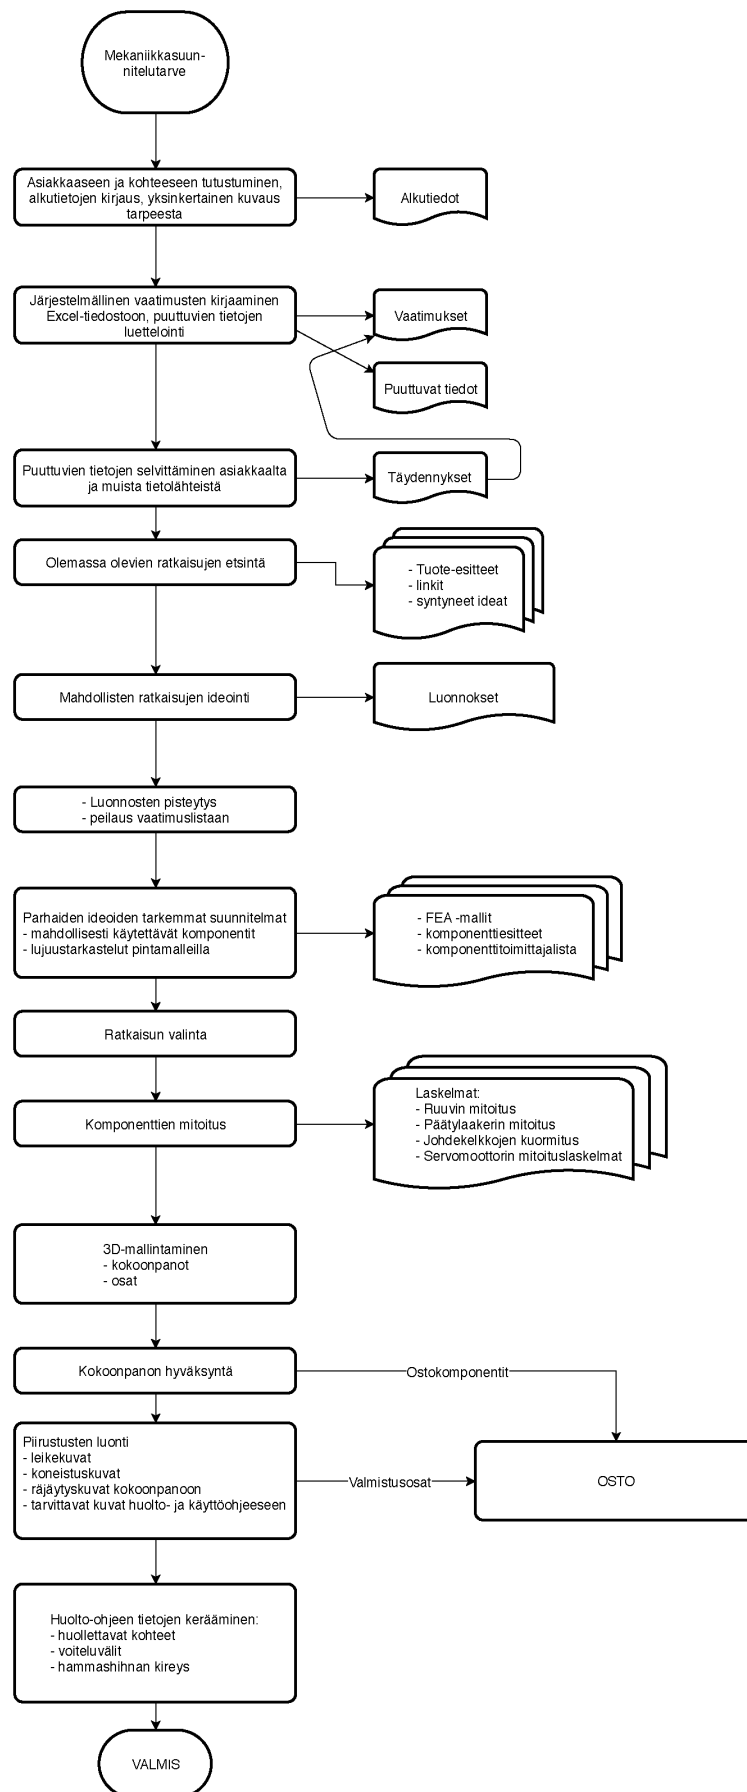 Mekaniikkasuun-
nitelutarve
Asiakkaaseen ja kohteeseen tutustuminen,
alkutietojen kirjaus, yksinkertainen kuvaus
tarpeesta
Alkutiedot
Järjestelmällinen vaatimusten kirjaaminen
Excel-tiedostoon, puuttuvien tietojen
luettelointi
Vaatimukset
Puuttuvat tiedot
Puuttuvien tietojen selvittäminen asiakkaalta
ja muista tietolähteistä
Täydennykset
Olemassa olevien ratkaisujen etsintä
- Tuote-esitteet
- linkit
- syntyneet ideat
Mahdollisten ratkaisujen ideointi
Luonnokset
- Luonnosten pisteytys
- peilaus vaatimuslistaan
Parhaiden ideoiden tarkemmat suunnitelmat
- mahdollisesti käytettävät komponentit
- lujuustarkastelut pintamalleilla
- FEA -mallit
- komponenttiesitteet
- komponenttitoimittajalista
Ratkaisun valinta
Komponenttien mitoitus
Laskelmat:
- Ruuvin mitoitus
- Päätylaakerin mitoitus
- Johdekelkkojen kuormitus
- Servomoottorin mitoituslaskelmat
3D-mallintaminen
- kokoonpanot
- osat
Kokoonpanon hyväksyntä
Ostokomponentit
Piirustusten luonti
- leikekuvat
- koneistuskuvat
- räjäytyskuvat kokoonpanoon
- tarvittavat kuvat huolto- ja käyttöohjeeseen
Valmistusosat
OSTO
Huolto-ohjeen tietojen kerääminen:
- huollettavat kohteet
- voiteluvälit
- hammashihnan kireys
VALMIS